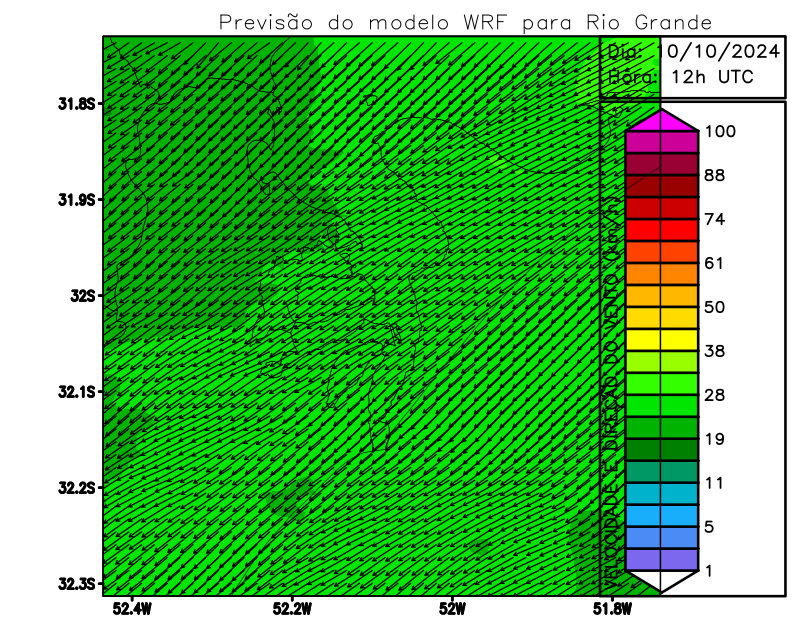 Previsão do modelo WRF para Rio Grande
Dia: 10/10/2024
Hora: 12h UTC
31.8S
31.9S
32S
32.1S
32.2S
32.3S
52.4W
52.2W
52W
51.8W
VELOCIDADE E DIREÇÃO DO VENTO (km/h)
100
88
74
61
50
38
28
19
11
5
1